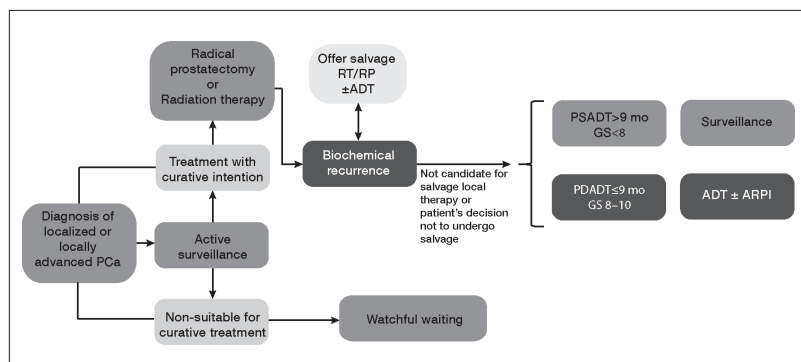 Radical
prostatectomy
or
Radiation therapy
Offer salvage
RT/RP
±ADT
PSADT>9 mo
GS<8
Surveillance
Treatment with
curative intention
Biochemical
recurrence
Not candidate for
salvage local
therapy or
patient's decision
not to undergo
salvage
PDADT≤9 mo
GS 8–10
ADT ± ARPI
Diagnosis of
localized or
locally
advanced PCa
Active
surveillance
Non-suitable for
curative treatment
Watchful waiting